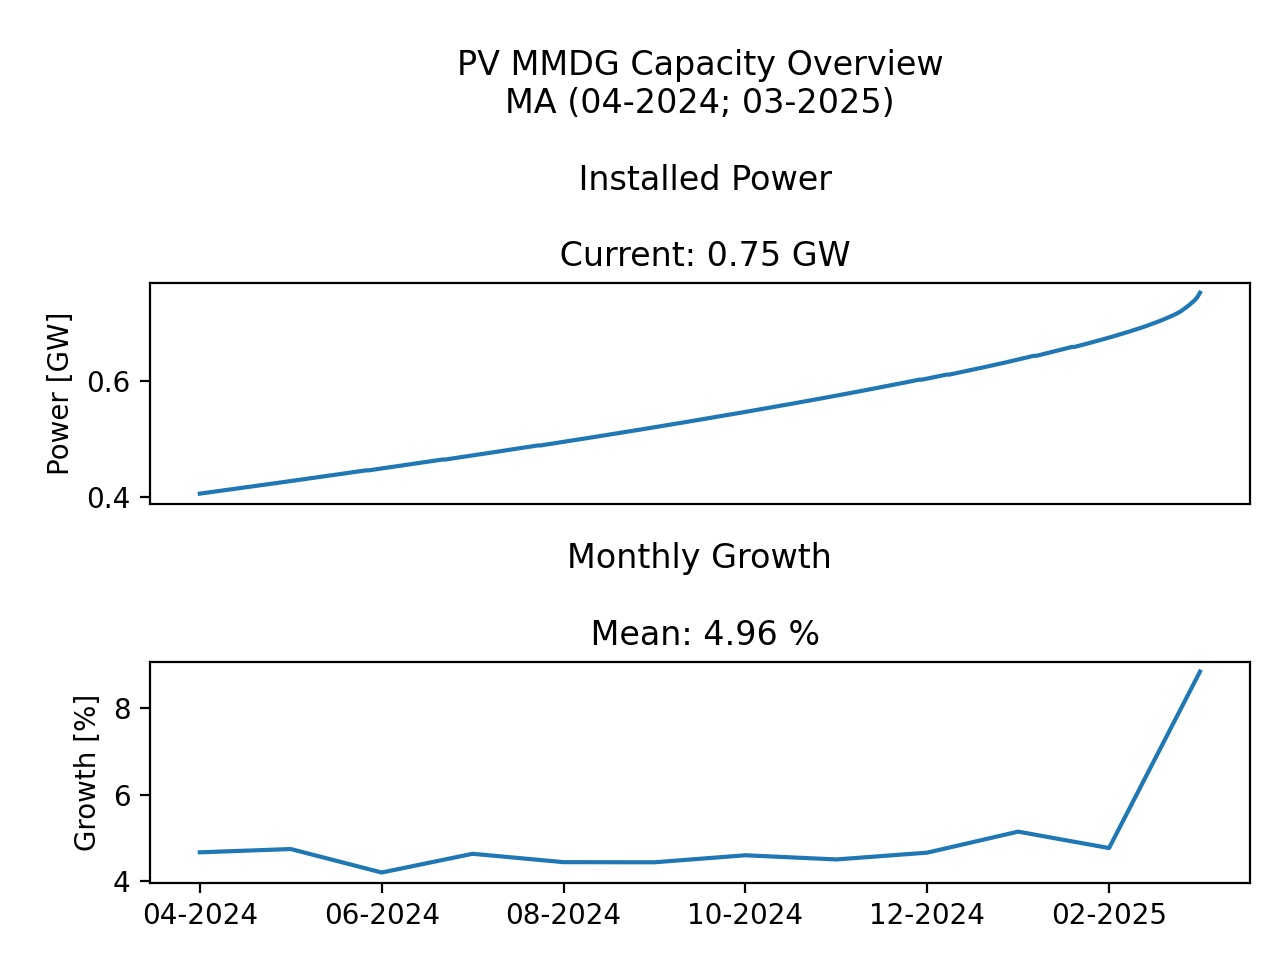 PV MMDG Capacity Overview
MA (04-2024; 03-2025)
Installed Power
Current: 0.75 GW
Power [GW]
0.6
0.4
Monthly Growth
Mean: 4.96 %
Growth [%]
8
6
4
04-2024 06-2024 08-2024 10-2024 12-2024 02-2025